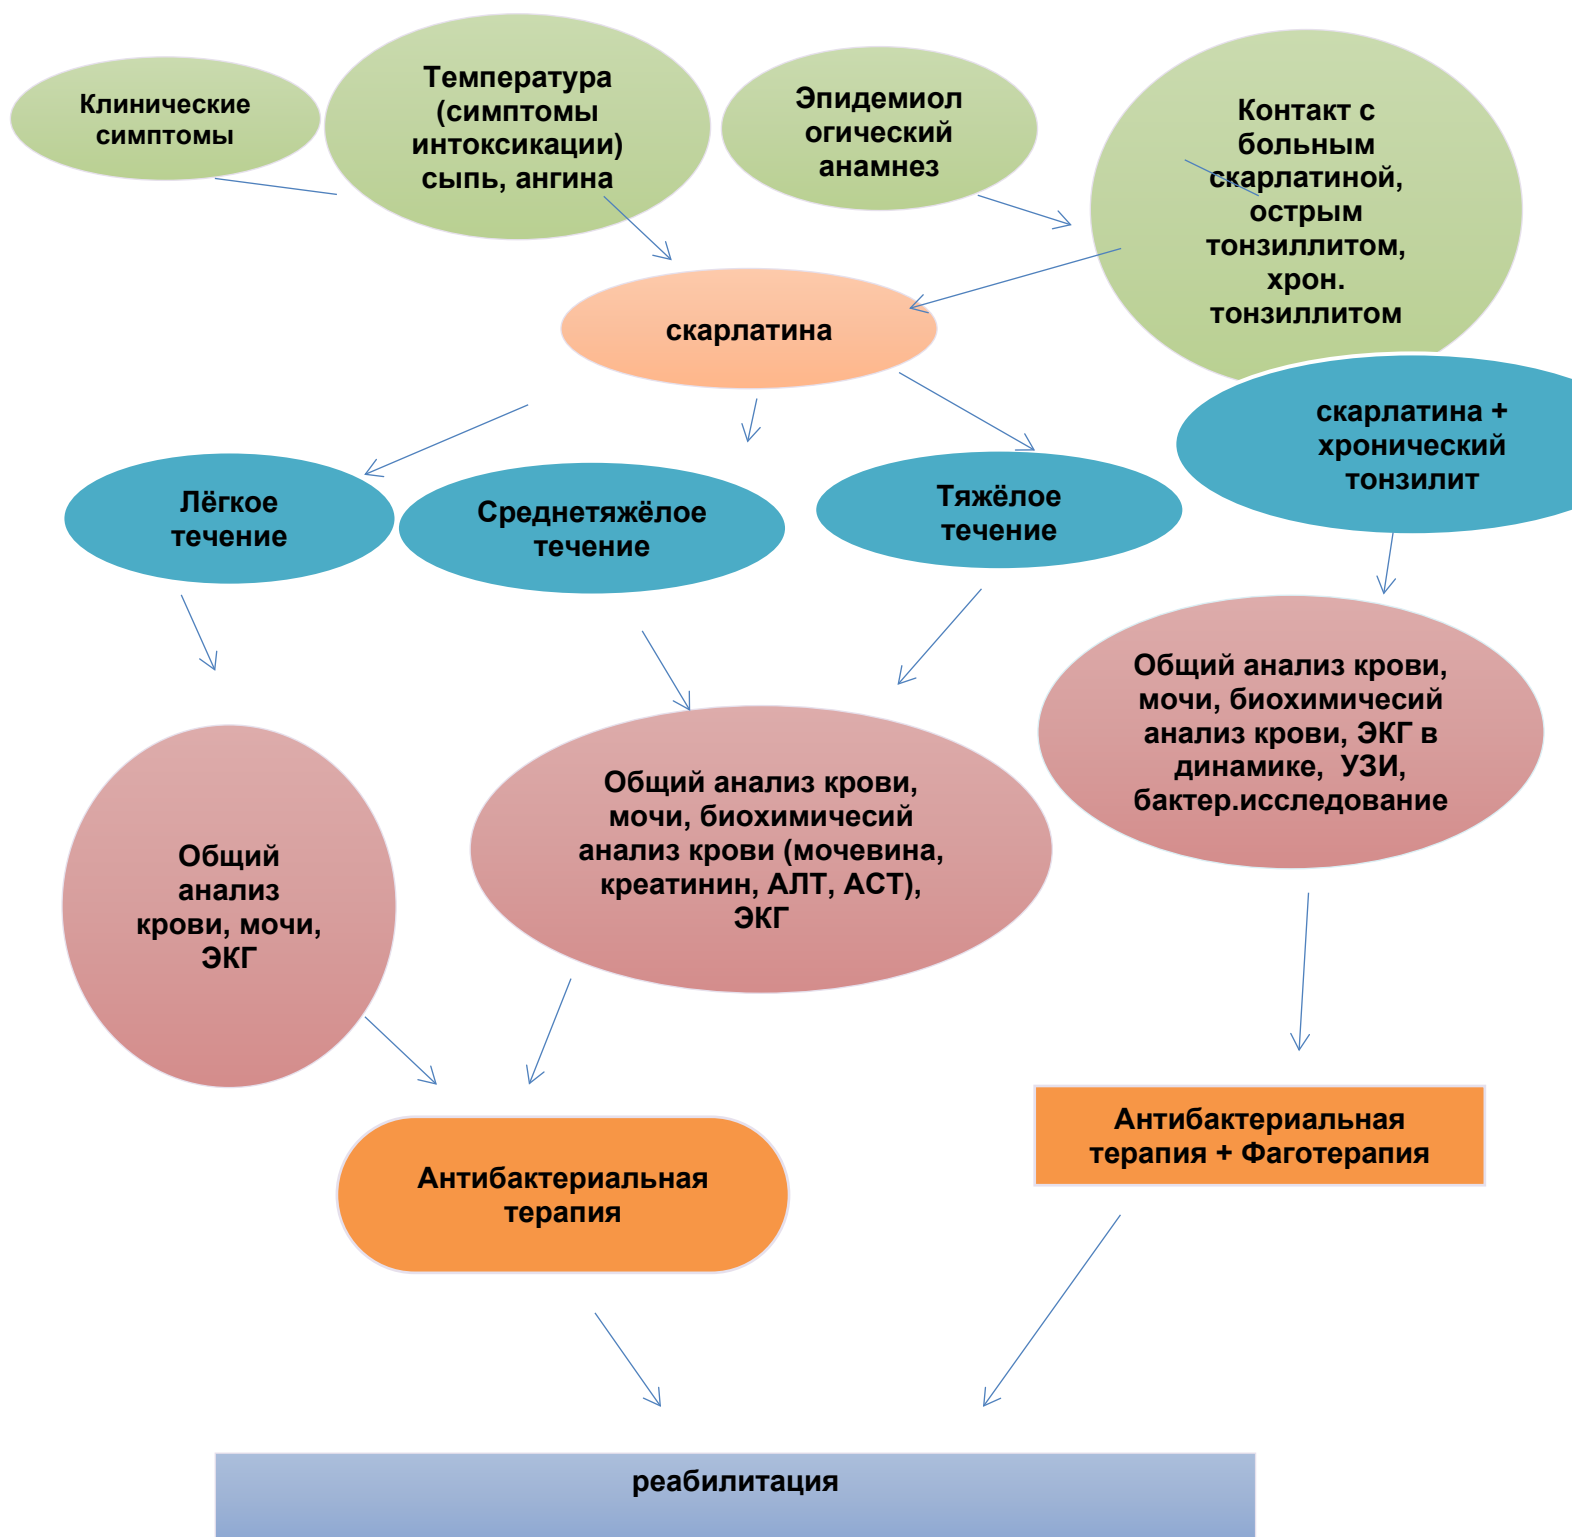 Клинические
симптомы
Температура
(симптомы
интоксикации)
сыпь, ангина
Эпидемиол
огический
анамнез
Контакт с
больным
скарлатиной,
острым
тонзиллитом,
хрон.
тонзиллитом
скарлатина
скарлатина +
хронический
тонзилит
Лёгкое
течение
Среднетяжёлое
течение
Тяжёлое
течение
Общий анализ крови,
мочи, биохимичесий
анализ крови, ЭКГ в
динамике, УЗИ,
бактер.исследование
Общий анализ крови,
мочи, биохимичесий
анализ крови (мочевина,
креатинин, АЛТ, АСТ),
ЭКГ
Общий
анализ
крови, мочи,
ЭКГ
Антибактериальная
терапия + Фаготерапия
Антибактериальная
терапия
реабилитация